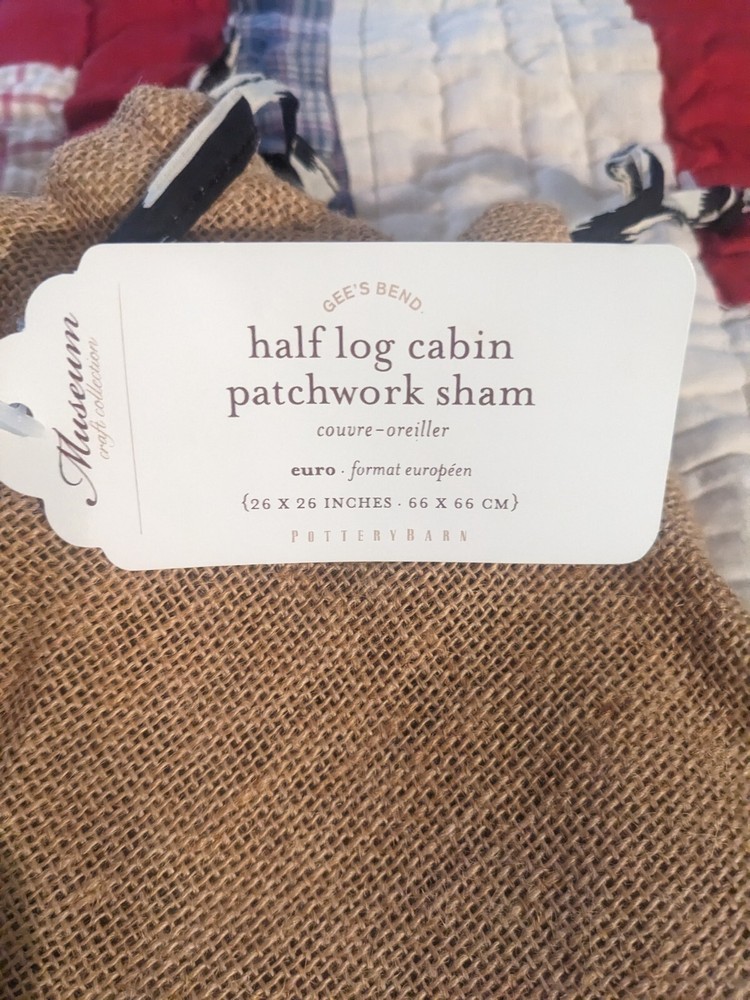 Museum
craft collection
GEE'S BEND.
half log cabin
patchwork sham
couvre-oreiller
euro · format européen
{26 X 26 INCHES · 66 X 66 CM}
POTTERYBARN